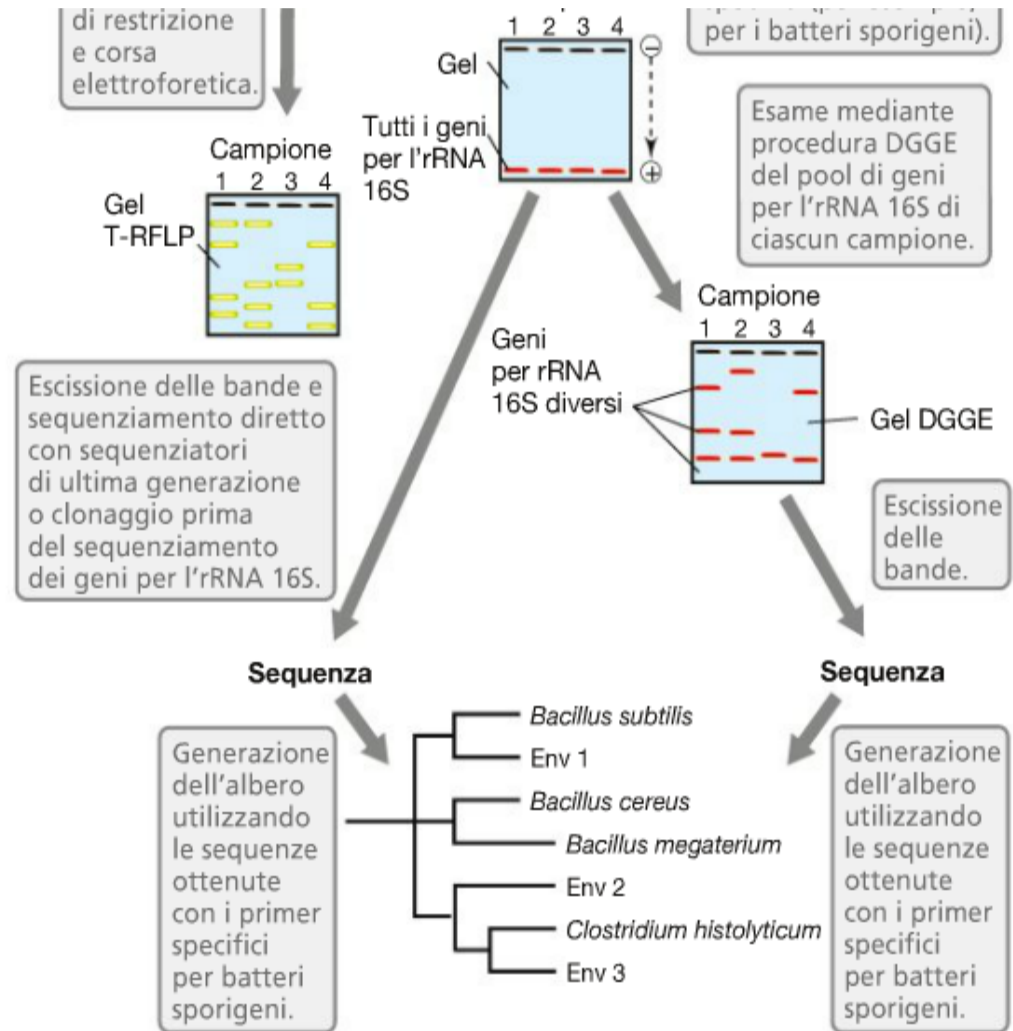 di restrizione
e corsa
elettroforetica.
1 2 3 4
Gel
−
+
Tutti i geni
per l'rRNA
16S
per i batteri sporigeni).
Esame mediante
procedura DGGE
del pool di geni
per l'rRNA 16S di
ciascun campione.
Campione
1 2 3 4
Gel
T-RFLP
Campione
1 2 3 4
Geni
per rRNA
16S diversi
Gel DGGE
Escissione delle bande e
sequenziamento diretto
con sequenziatori
di ultima generazione
o clonaggio prima
del sequenziamento
dei geni per l'rRNA 16S.
Escissione
delle
bande.
Sequenza
Sequenza
Generazione
dell'albero
utilizzando
le sequenze
ottenute
con i primer
specifici
per batteri
sporigeni.
Bacillus subtilis
Env 1
Bacillus cereus
Bacillus megaterium
Env 2
Clostridium histolyticum
Env 3
Generazione
dell'albero
utilizzando
le sequenze
ottenute
con i primer
specifici
per batteri
sporigeni.